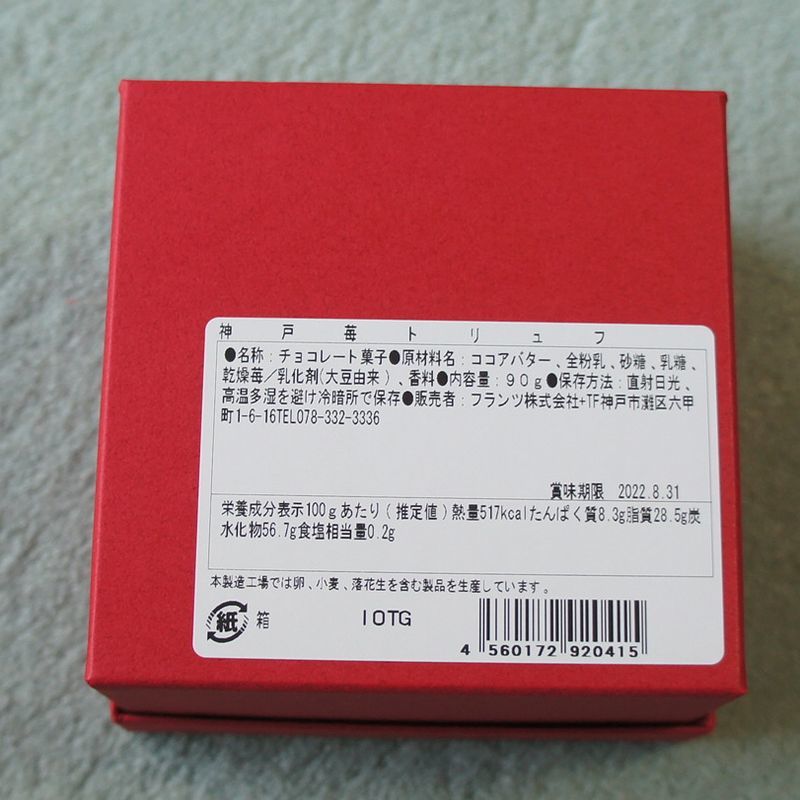 神戸苺トリュフ
●名称：チョコレート菓子●原材料名：ココアバター、全粉乳、砂糖、乳糖、
乾燥苺／乳化剤(大豆由来)、香料●内容量：９０ｇ●保存方法：直射日光、
高温多湿を避け冷暗所で保存●販売者：フランツ株式会社+TF神戸市灘区六甲
町1-6-16TEL078-332-3336
賞味期限 2022.8.31
栄養成分表示100ｇあたり(推定値)熱量517kcalたんぱく質8.3g脂質28.5g炭
水化物56.7g食塩相当量0.2g
本製造工場では卵、小麦、落花生を含む製品を生産しています。
紙 箱 IOTG
4 560172 920415